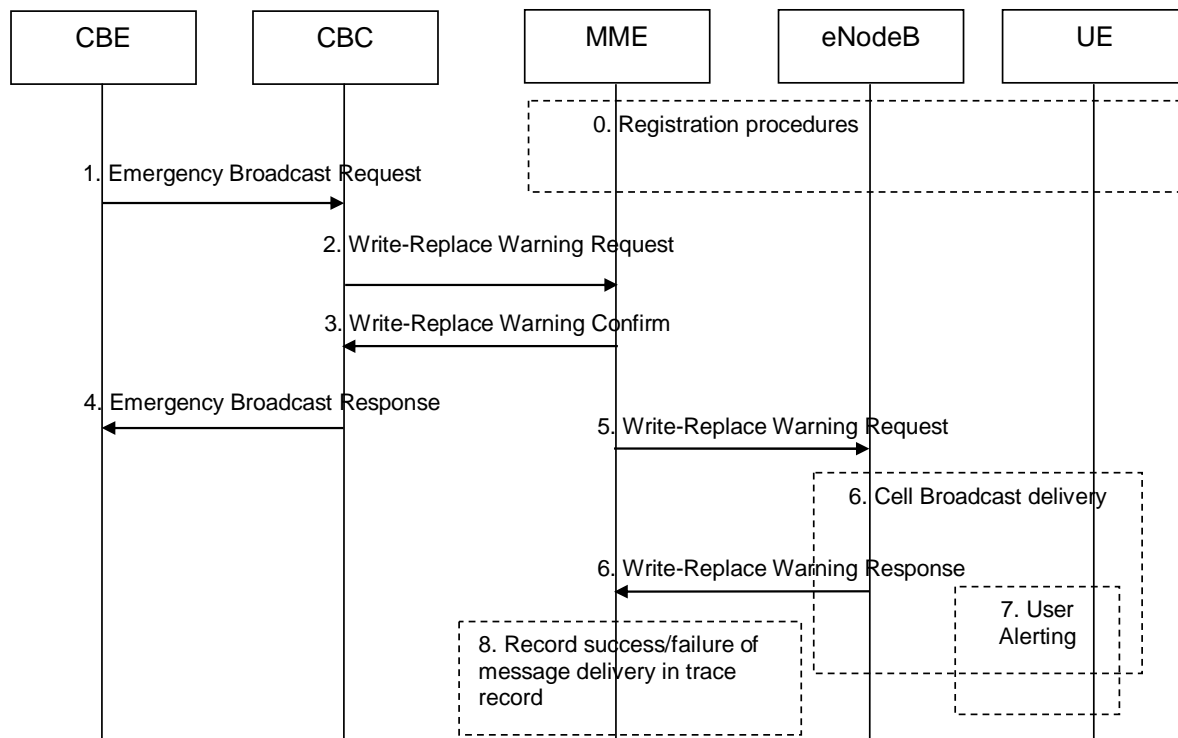 CBE
CBC
MME
eNodeB
UE
0. Registration procedures
1. Emergency Broadcast Request
2. Write-Replace Warning Request
3. Write-Replace Warning Confirm
4. Emergency Broadcast Response
5. Write-Replace Warning Request
6. Cell Broadcast delivery
6. Write-Replace Warning Response
7. User
Alerting
8. Record success/failure of
message delivery in trace
record